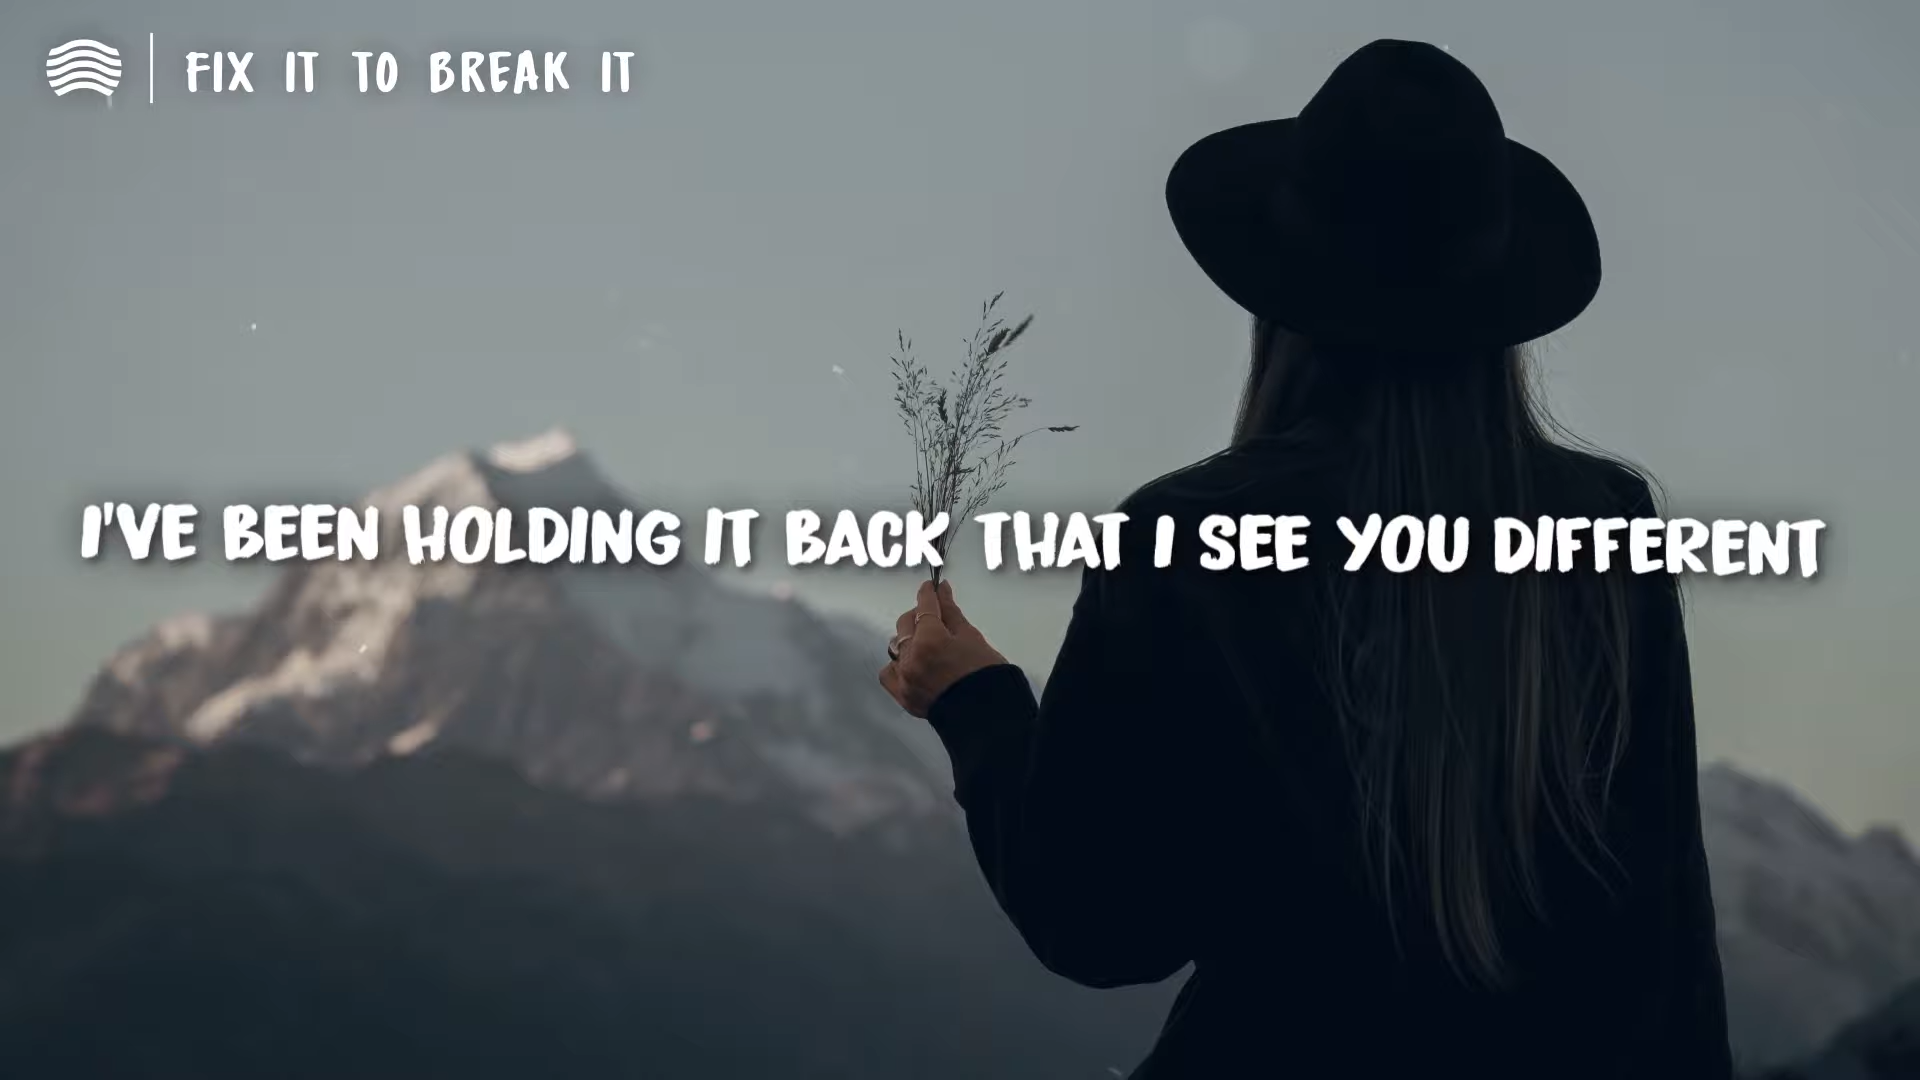 FIX IT TO BREAK IT
I'VE BEEN HOLDING IT BACK THAT I SEE YOU DIFFERENT